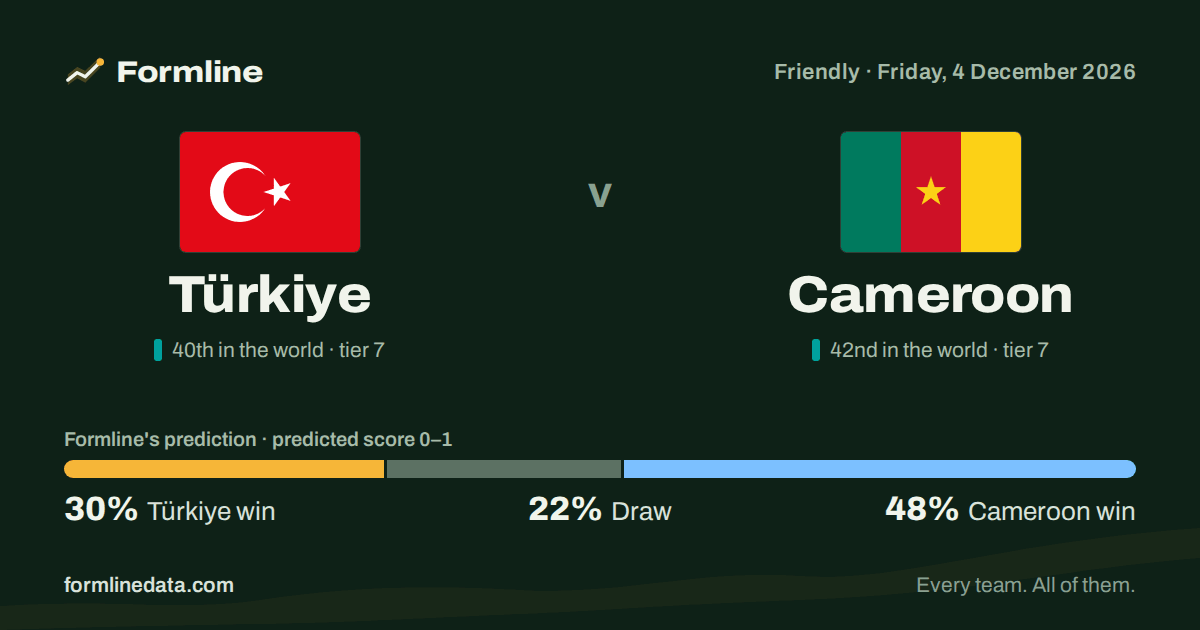 Formline
Friendly · Friday, 4 December 2026
v
Türkiye
Cameroon
40th in the world · tier 7
42nd in the world · tier 7
Formline's prediction · predicted score 0–1
30% Türkiye win
22% Draw
48% Cameroon win
formlinedata.com
Every team. All of them.